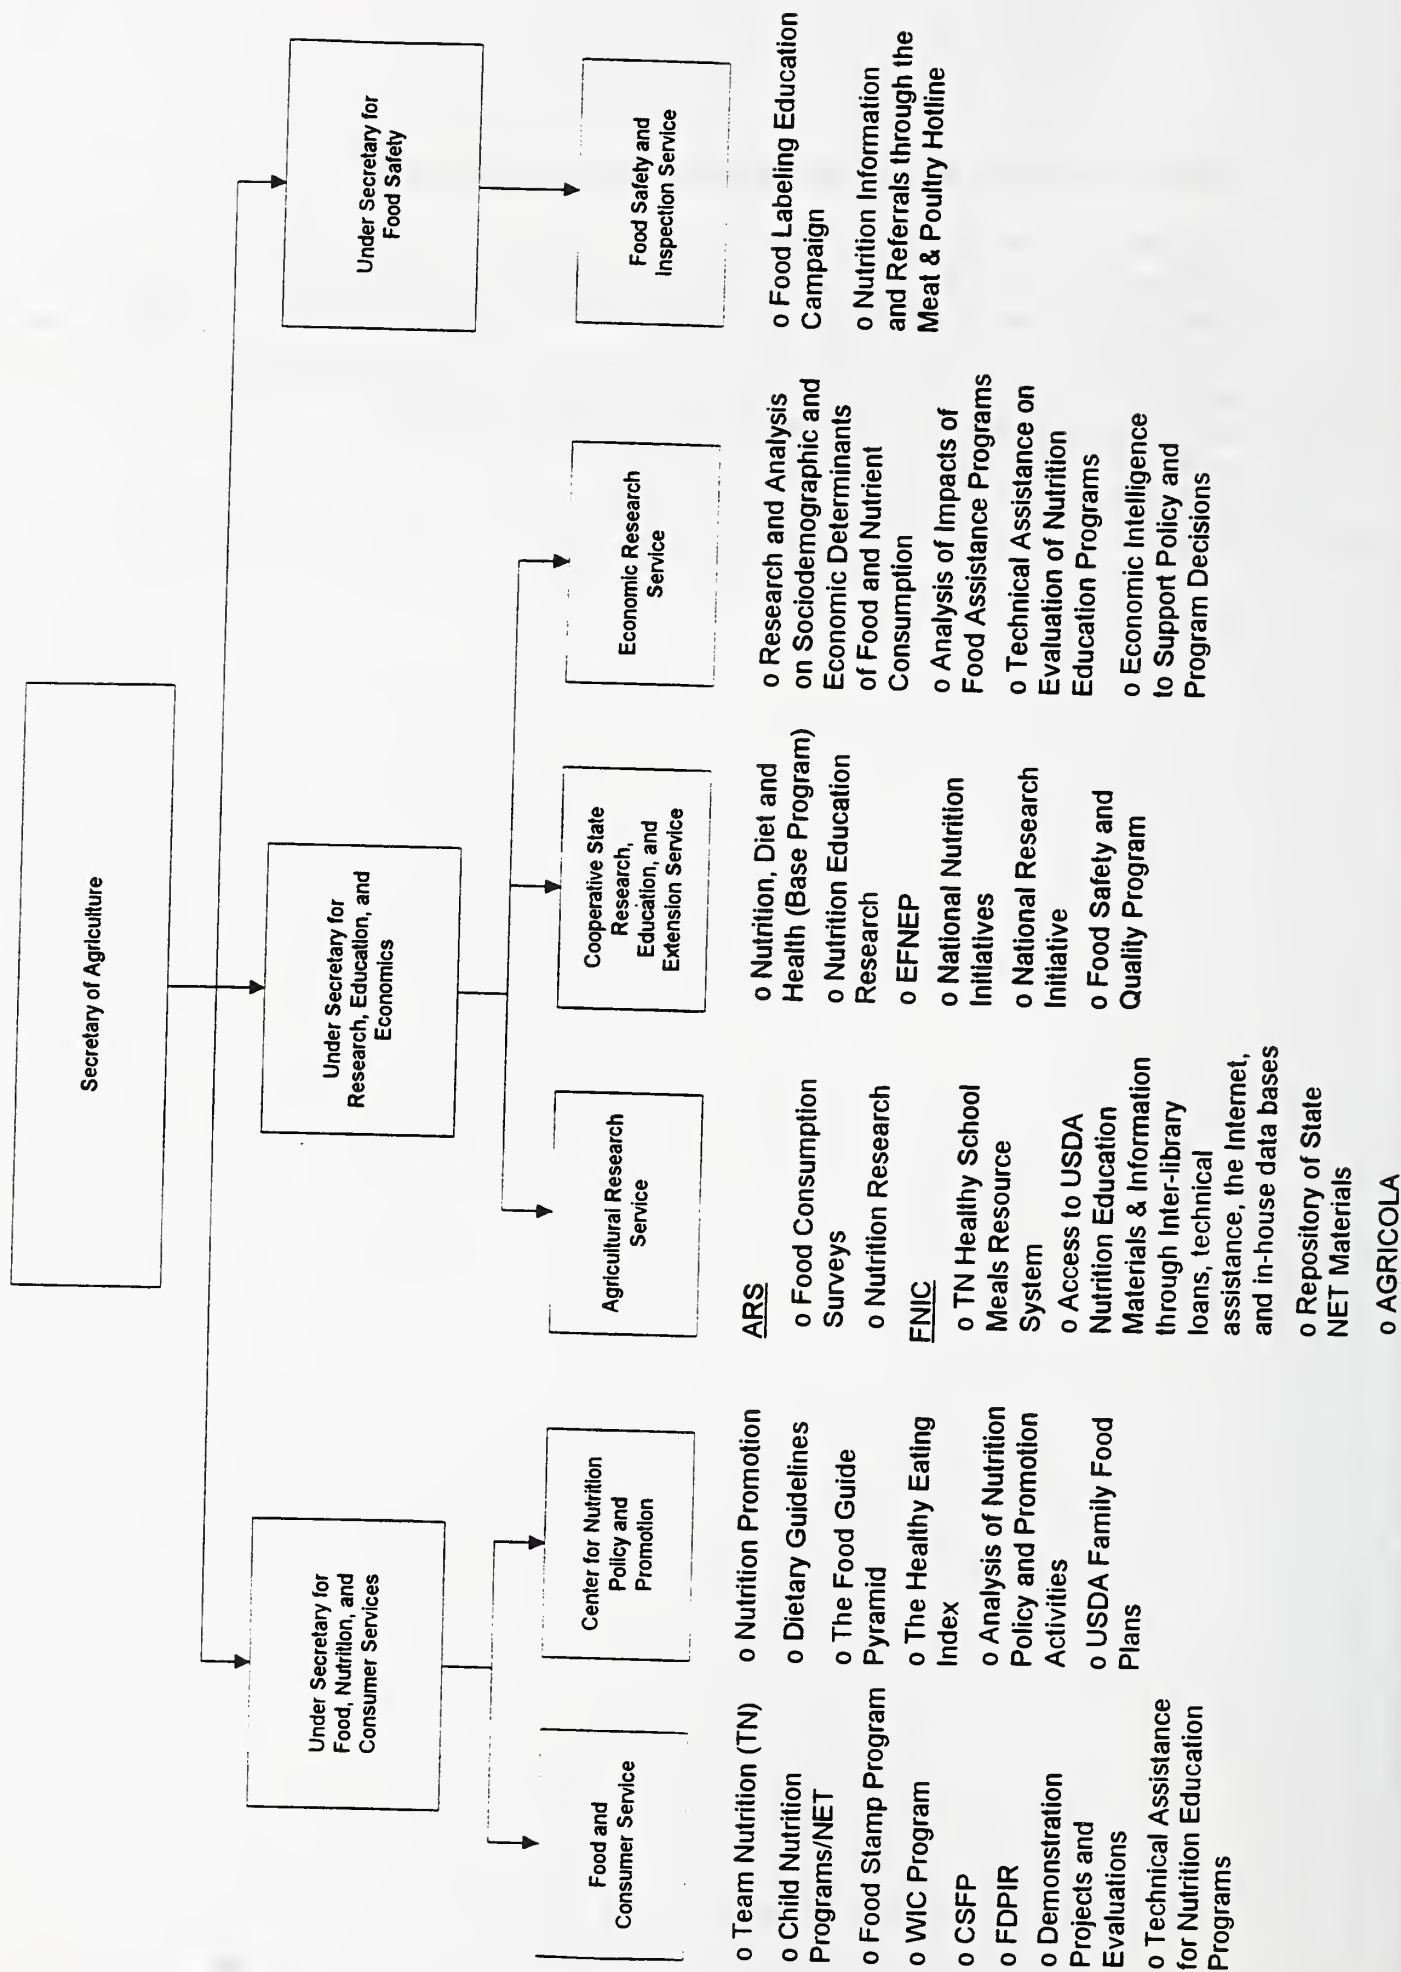 Secretary of Agriculture
Under Secretary for
Food, Nutrition, and
Consumer Services
Under Secretary for
Research, Education, and
Economics
Under Secretary for
Food Safety
Food and
Consumer Service
Center for Nutrition
Policy and
Promotion
Agricultural Research
Service
Cooperative State
Research,
Education, and
Extension Service
Economic Research
Service
Food Safety and
Inspection Service
o Team Nutrition (TN)
o Child Nutrition
Programs/NET
o Food Stamp Program
o WIC Program
o CSFP
o FDPIR
o Demonstration
Projects and
Evaluations
o Technical Assistance
for Nutrition Education
Programs
o Nutrition Promotion
o Dietary Guidelines
o The Food Guide
Pyramid
o The Healthy Eating
Index
o Analysis of Nutrition
Policy and Promotion
Activities
o USDA Family Food
Plans
ARS
o Food Consumption
Surveys
o Nutrition Research
FNIC
o TN Healthy School
Meals Resource
System
o Access to USDA
Nutrition Education
Materials & Information
through Inter-library
loans, technical
assistance, the Internet,
and in-house data bases
o Repository of State
NET Materials
o AGRICOLA
o Nutrition, Diet and
Health (Base Program)
o Nutrition Education
Research
o EFNEP
o National Nutrition
Initiatives
o National Research
Initiative
o Food Safety and
Quality Program
o Research and Analysis
on Sociodemographic and
Economic Determinants
of Food and Nutrient
Consumption
o Analysis of Impacts of
Food Assistance Programs
o Technical Assistance on
Evaluation of Nutrition
Education Programs
o Economic Intelligence
to Support Policy and
Program Decisions
o Food Labeling Education
Campaign
o Nutrition Information
and Referrals through the
Meat & Poultry Hotline